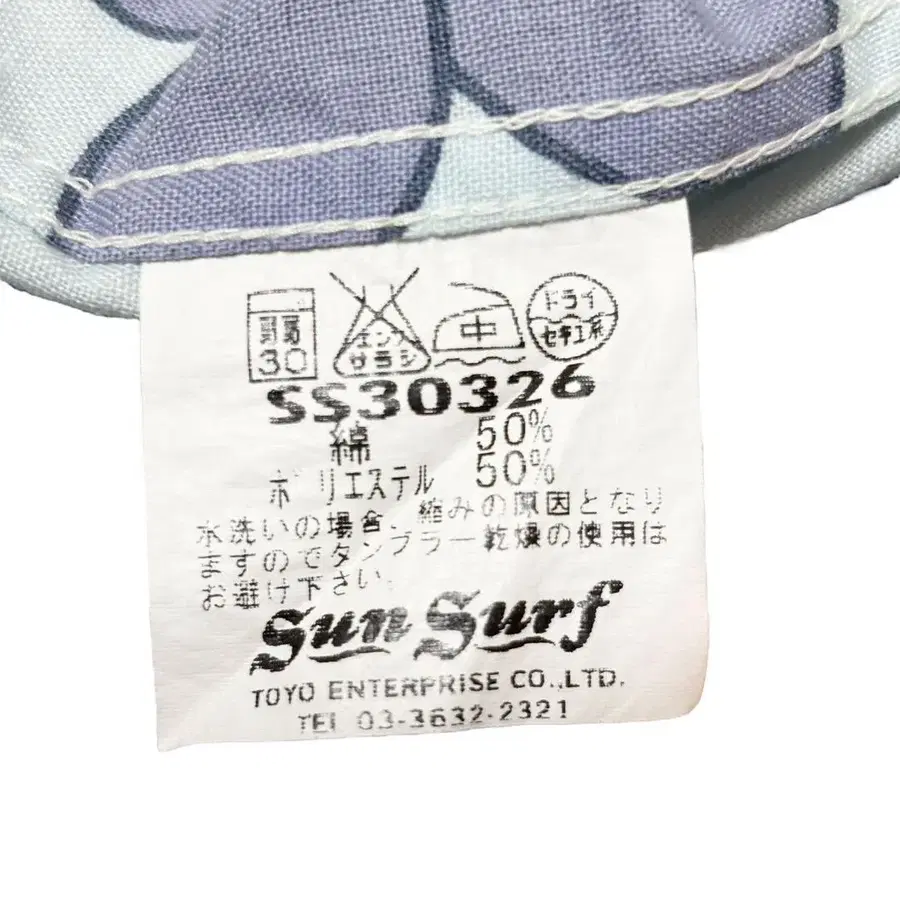 弱 30
エンソ サラシ
中
ドライ セキユ系
SS30326
綿 50%
ポリエステル 50%
水洗いの場合、縮みの原因となり
ますのでタンブラー乾燥の使用は
お避け下さい。
Sun Surf
TOYO ENTERPRISE CO.,LTD.
TEL 03-3632-2321